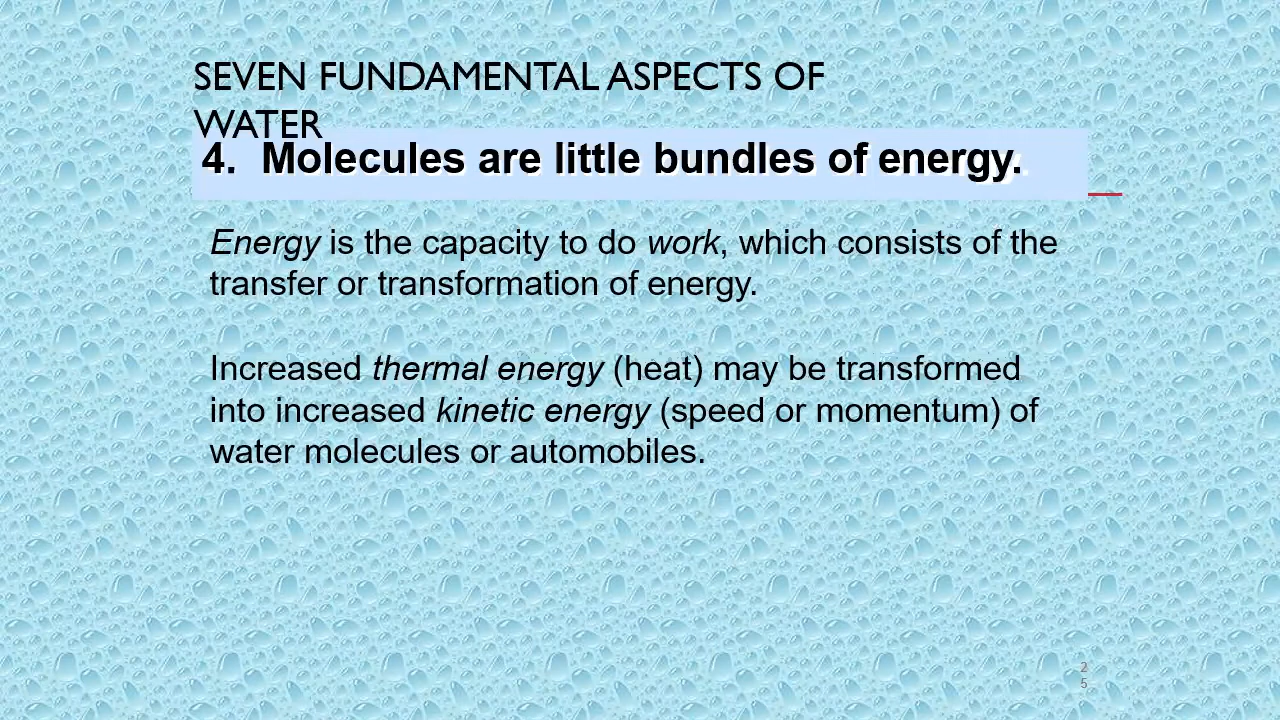 SEVEN FUNDAMENTAL ASPECTS OF
WATER
4. Molecules are little bundles of energy.
Energy is the capacity to do work, which consists of the
transfer or transformation of energy.
Increased thermal energy (heat) may be transformed
into increased kinetic energy (speed or momentum) of
water molecules or automobiles.
2
5